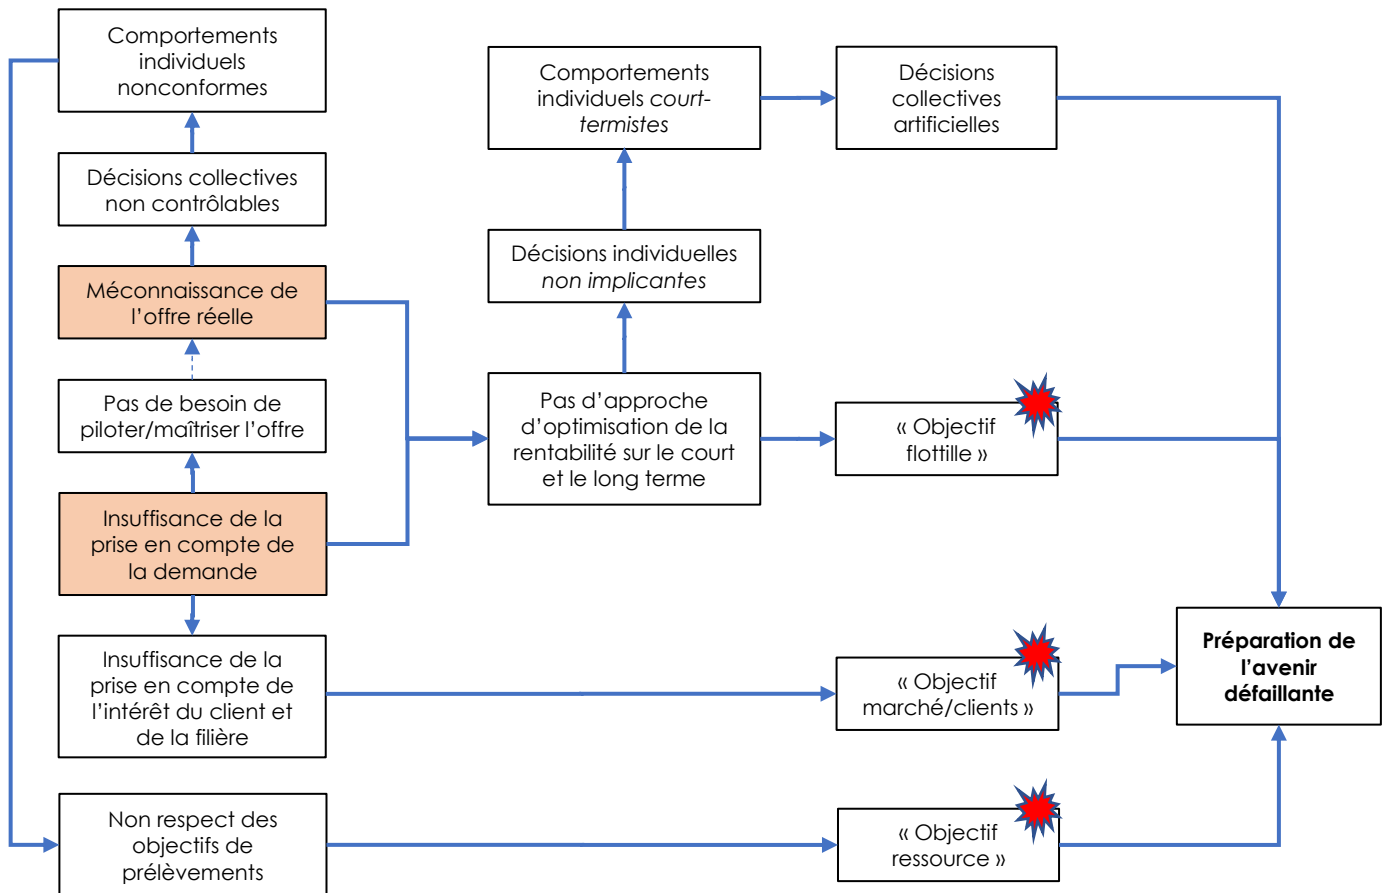 Comportements
individuels
nonconformes
Décisions collectives
non contrôlables
Méconnaissance de
l'offre réelle
Pas de besoin de
piloter/maîtriser l'offre
Insuffisance de la
prise en compte de
la demande
Insuffisance de la
prise en compte de
l'intérêt du client et
de la filière
Non respect des
objectifs de
prélèvements
Comportements
individuels court-
termistes
Décisions individuelles
non implicantes
Pas d'approche
d'optimisation de la
rentabilité sur le court
et le long terme
Décisions
collectives
artificielles
« Objectif
flottille »
« Objectif
marché/clients »
« Objectif
ressource »
Préparation de
l'avenir
défaillante